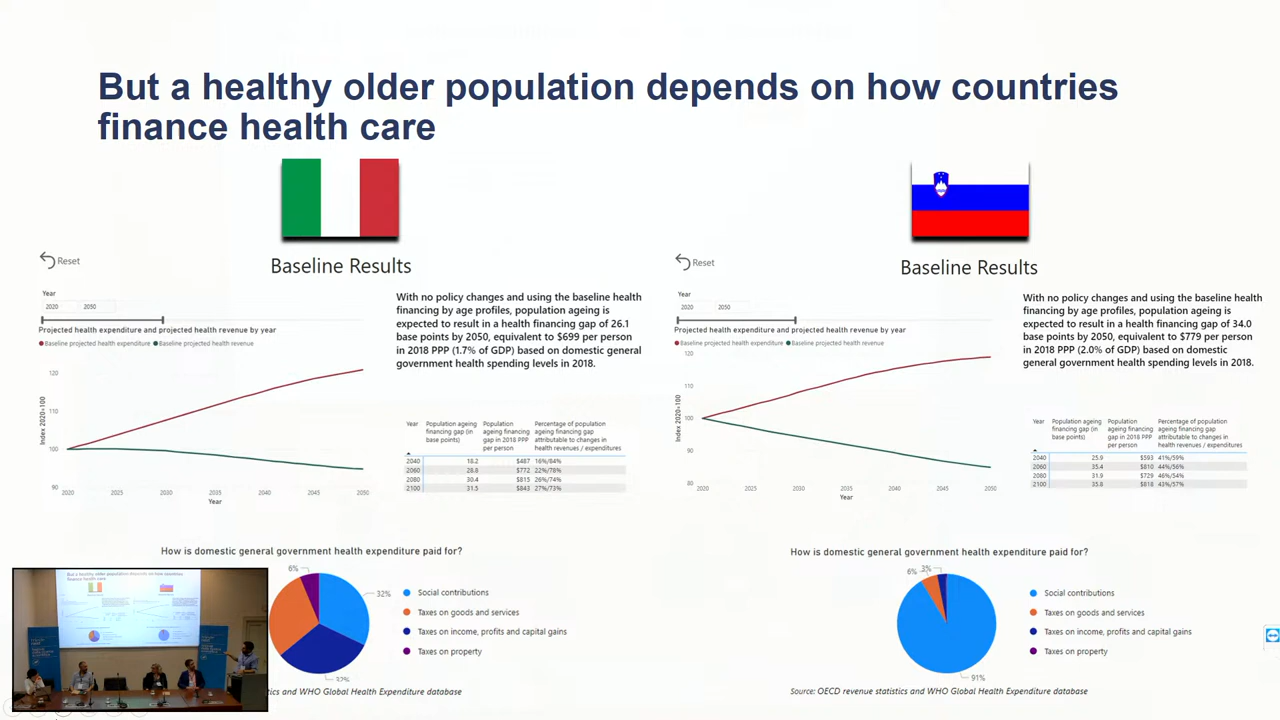 But a healthy older population depends on how countries
finance health care
Reset
Baseline Results
Year
2020 2050
Projected health expenditure and projected health revenue by year
Baseline projected health expenditure Baseline projected health revenue
Index 2020=100
120
110
100
90
2020 2025 2030 2035 2040 2045 2050
Year
With no policy changes and using the baseline health
financing by age profiles, population ageing is
expected to result in a health financing gap of 26.1
base points by 2050, equivalent to $699 per person
in 2018 PPP (1.7% of GDP) based on domestic general
government health spending levels in 2018.
Year Population ageing Population Percentage of population
financing gap (in ageing financing ageing financing gap
base points) gap in 2018 PPP attributable to changes in
per person health revenues / expenditures
2040 18.2 $487 16%/84%
2060 28.8 $772 22%/78%
2080 30.4 $815 26%/74%
2100 31.5 $843 27%/73%
How is domestic general government health expenditure paid for?
6%
32%
32%
Social contributions
Taxes on goods and services
Taxes on income, profits and capital gains
Taxes on property
tics and WHO Global Health Expenditure database
Reset
Baseline Results
Year
2020 2050
Projected health expenditure and projected health revenue by year
Baseline projected health expenditure Baseline projected health revenue
Index 2020=100
120
110
100
90
80
2020 2025 2030 2035 2040 2045 2050
Year
With no policy changes and using the baseline health
financing by age profiles, population ageing is
expected to result in a health financing gap of 34.0
base points by 2050, equivalent to $779 per person
in 2018 PPP (2.0% of GDP) based on domestic
general government health spending levels in 2018.
Year Population ageing Population Percentage of population
financing gap (in ageing financing ageing financing gap
base points) gap in 2018 PPP attributable to changes in
per person health revenues / expenditures
2040 25.9 $593 41%/59%
2060 35.4 $810 44%/56%
2080 31.9 $729 46%/54%
2100 35.8 $818 43%/57%
How is domestic general government health expenditure paid for?
6% 3%
91%
Social contributions
Taxes on goods and services
Taxes on income, profits and capital gains
Taxes on property
Source: OECD revenue statistics and WHO Global Health Expenditure database
But a healthy older population depends on how countries
finance health care